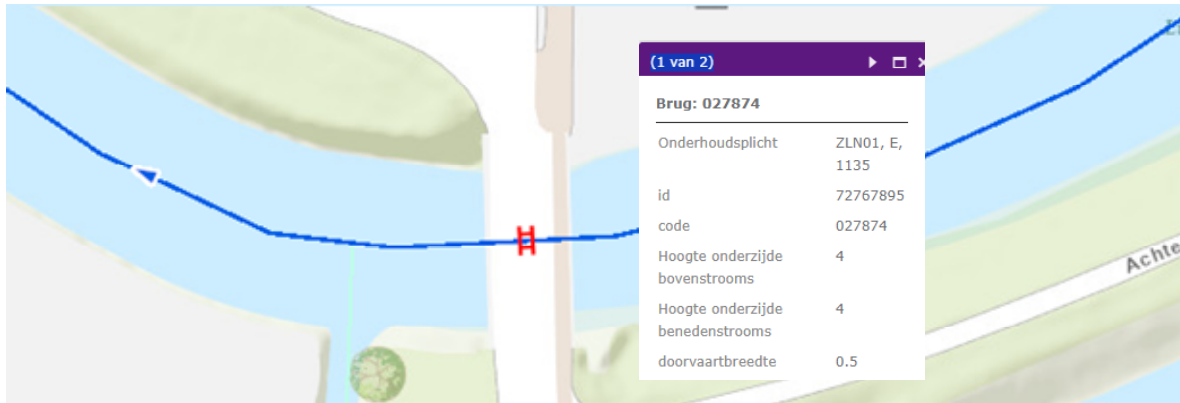 (1 van 2)
Brug: 027874
Onderhoudsplicht ZLN01, E,
1135
id 72767895
code 027874
Hoogte onderzijde 4
bovenstrooms
Hoogte onderzijde 4
benedenstrooms
doorvaartbreedte 0.5
Achte